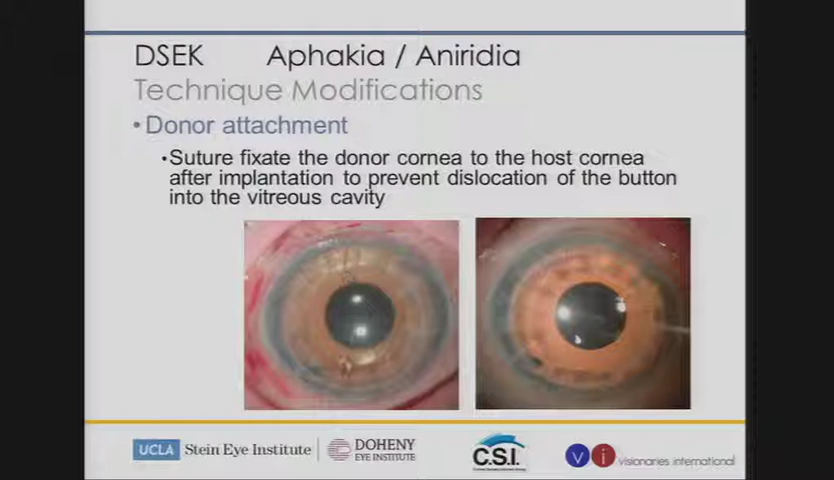 DSEK Aphakia / Aniridia
Technique Modifications
• Donor attachment
• Suture fixate the donor cornea to the host cornea
after implantation to prevent dislocation of the button
into the vitreous cavity
UCLA Stein Eye Institute
DOHENY
EYE INSTITUTE
C.S.I.
v i visionaries international